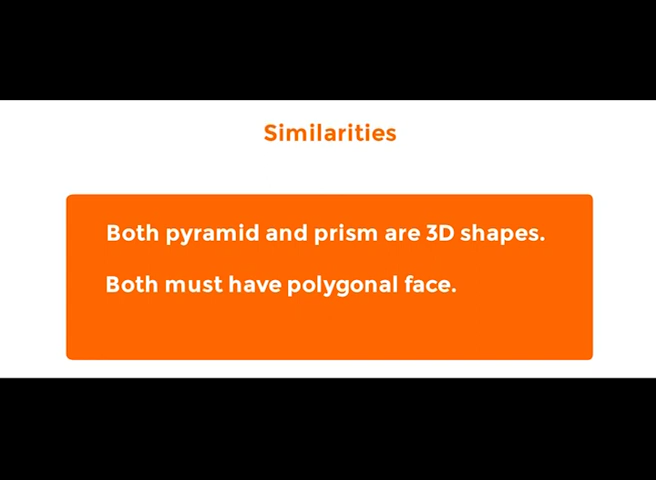 Similarities
Both pyramid and prism are 3D shapes.
Both must have polygonal face.